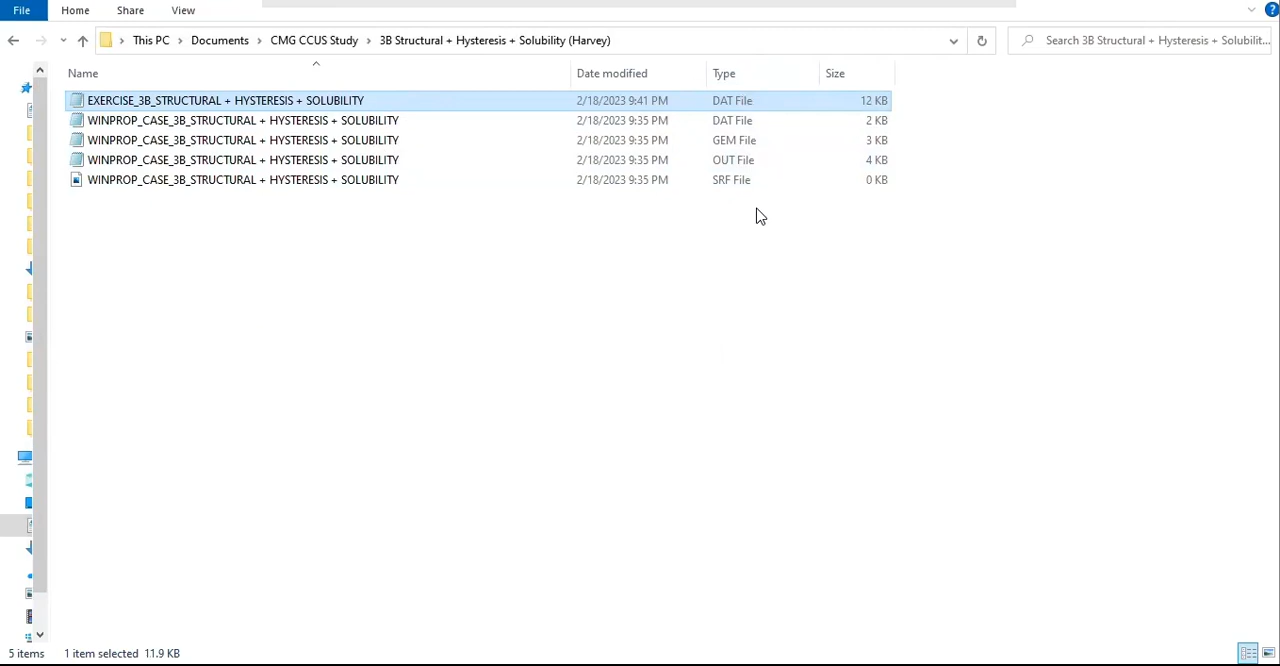 File Home Share View
This PC > Documents > CMG CCUS Study > 3B Structural + Hysteresis + Solubility (Harvey) Search 3B Structural + Hysteresis + Solubilit...
Name Date modified Type Size
EXERCISE_3B_STRUCTURAL + HYSTERESIS + SOLUBILITY 2/18/2023 9:41 PM DAT File 12 KB
WINPROP_CASE_3B_STRUCTURAL + HYSTERESIS + SOLUBILITY 2/18/2023 9:35 PM DAT File 2 KB
WINPROP_CASE_3B_STRUCTURAL + HYSTERESIS + SOLUBILITY 2/18/2023 9:35 PM GEM File 3 KB
WINPROP_CASE_3B_STRUCTURAL + HYSTERESIS + SOLUBILITY 2/18/2023 9:35 PM OUT File 4 KB
WINPROP_CASE_3B_STRUCTURAL + HYSTERESIS + SOLUBILITY 2/18/2023 9:35 PM SRF File 0 KB
5 items 1 item selected 11.9 KB